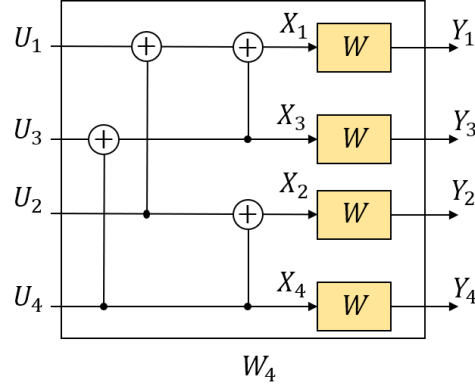 U₁ + + X₁ W Y₁
U₃ + X₃ W Y₃
U₂ + X₂ W Y₂
U₄ X₄ W Y₄
W₄